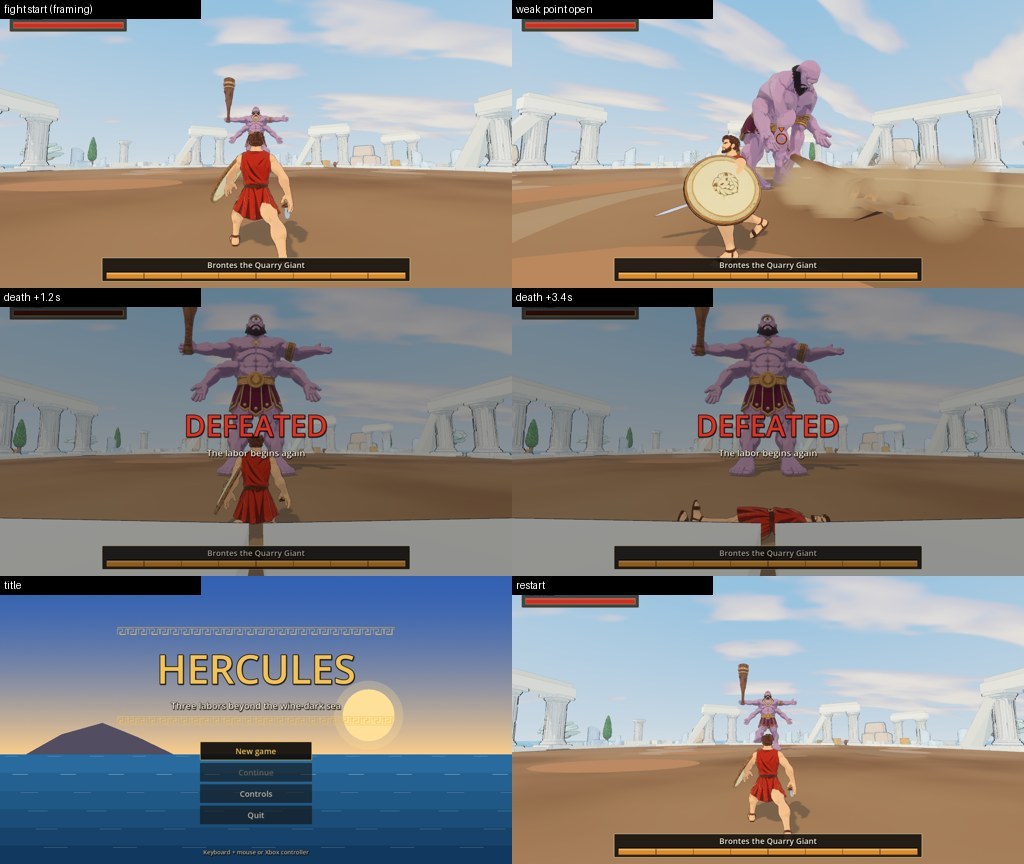 fight start (framing)
Brontes the Quarry Giant
weak point open
Brontes the Quarry Giant
death +1.2 s
DEFEATED
The labor begins again
Brontes the Quarry Giant
death +3.4 s
DEFEATED
The labor begins again
Brontes the Quarry Giant
title
HERCULES
Three labors beyond the wine-dark sea
New game
Continue
Controls
Quit
Keyboard + mouse or Xbox controller
restart
Brontes the Quarry Giant